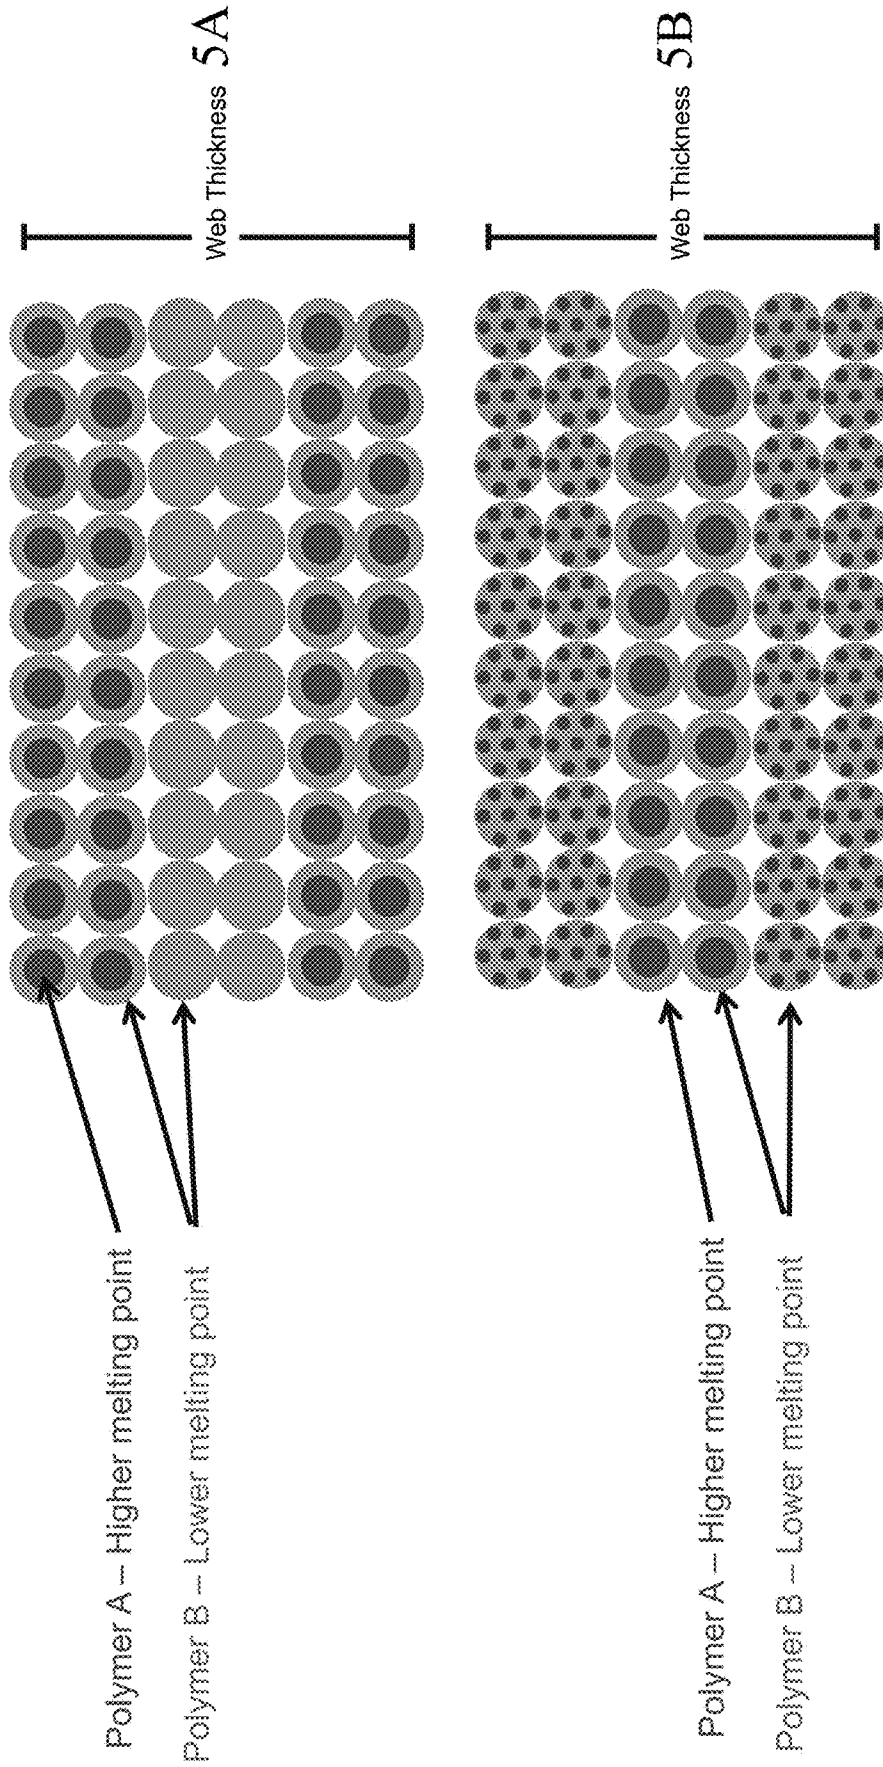 Polymer A – Higher melting point
Polymer B – Lower melting point
Web Thickness
5A
Polymer A – Higher melting point
Polymer B – Lower melting point
Web Thickness
5B